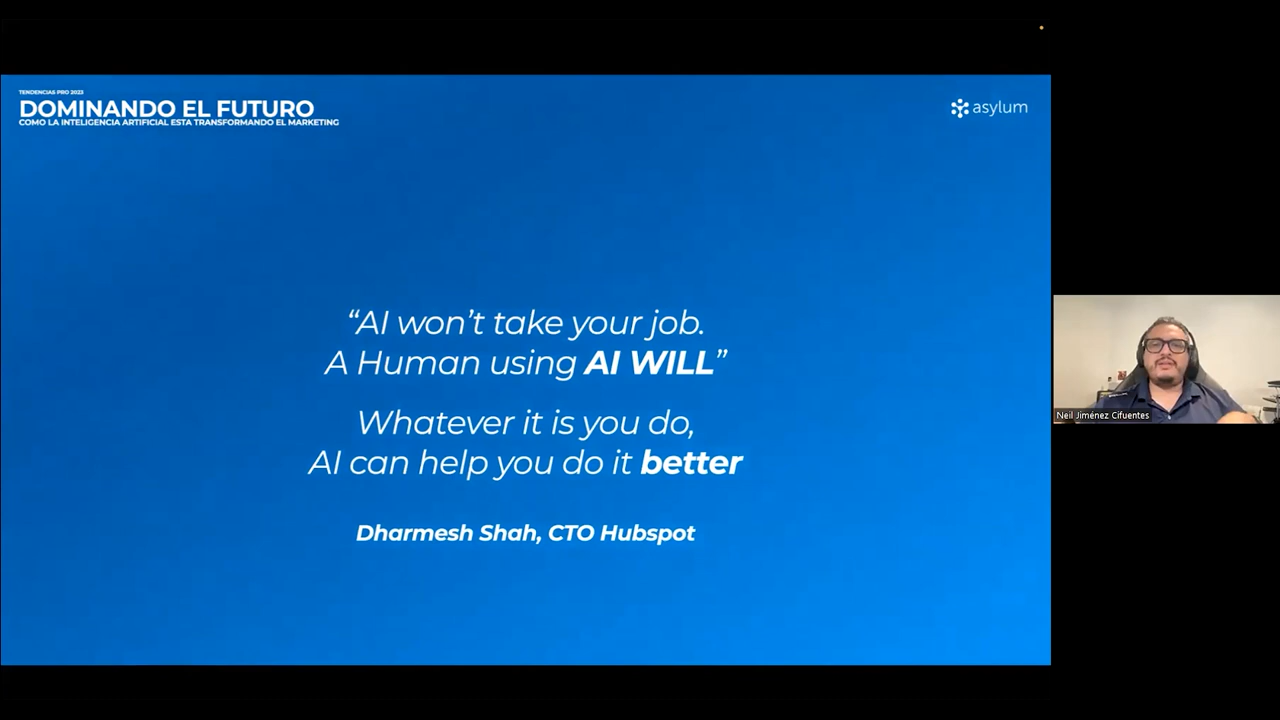 TENDENCIAS PRO 2023
DOMINANDO EL FUTURO
COMO LA INTELIGENCIA ARTIFICIAL ESTA TRANSFORMANDO EL MARKETING
asylum
“AI won’t take your job.
A Human using AI WILL”
Whatever it is you do,
AI can help you do it better
Dharmesh Shah, CTO Hubspot
Neil Jiménez Cifuentes